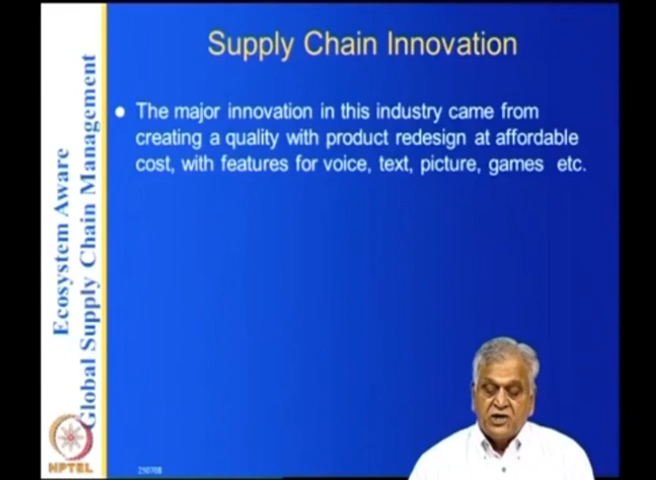 Supply Chain Innovation
The major innovation in this industry came from
creating a quality with product redesign at affordable
cost, with features for voice, text, picture, games etc.
Ecosystem Aware
Global Supply Chain Management
NPTEL
290708